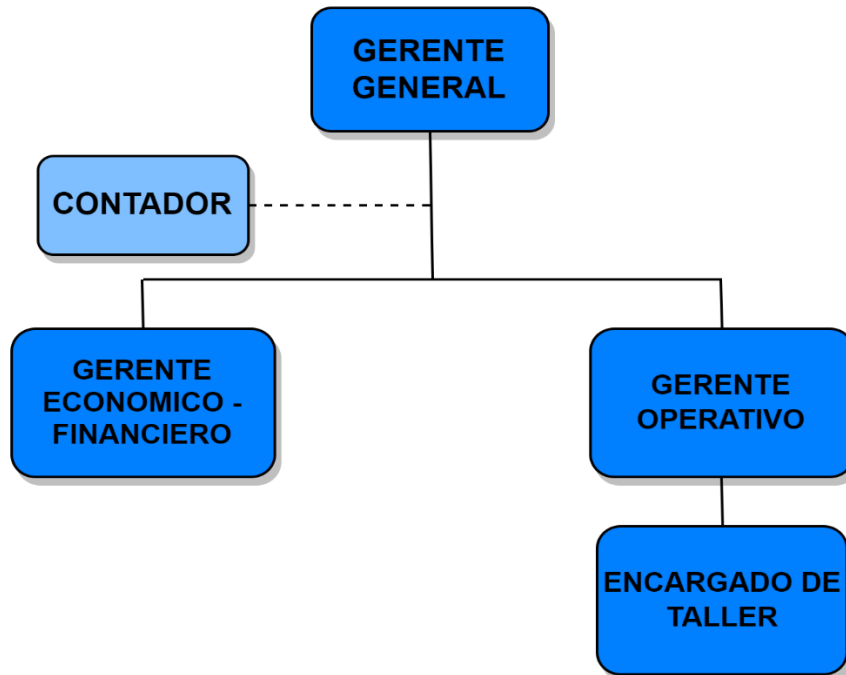 GERENTE
GENERAL
CONTADOR
GERENTE
ECONOMICO -
FINANCIERO
GERENTE
OPERATIVO
ENCARGADO DE
TALLER